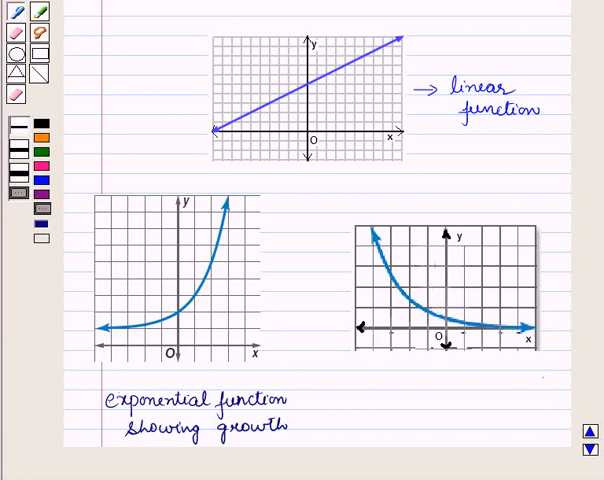 y
O
x
→ linear
function
y
O
x
y
O
x
exponential function
showing growth